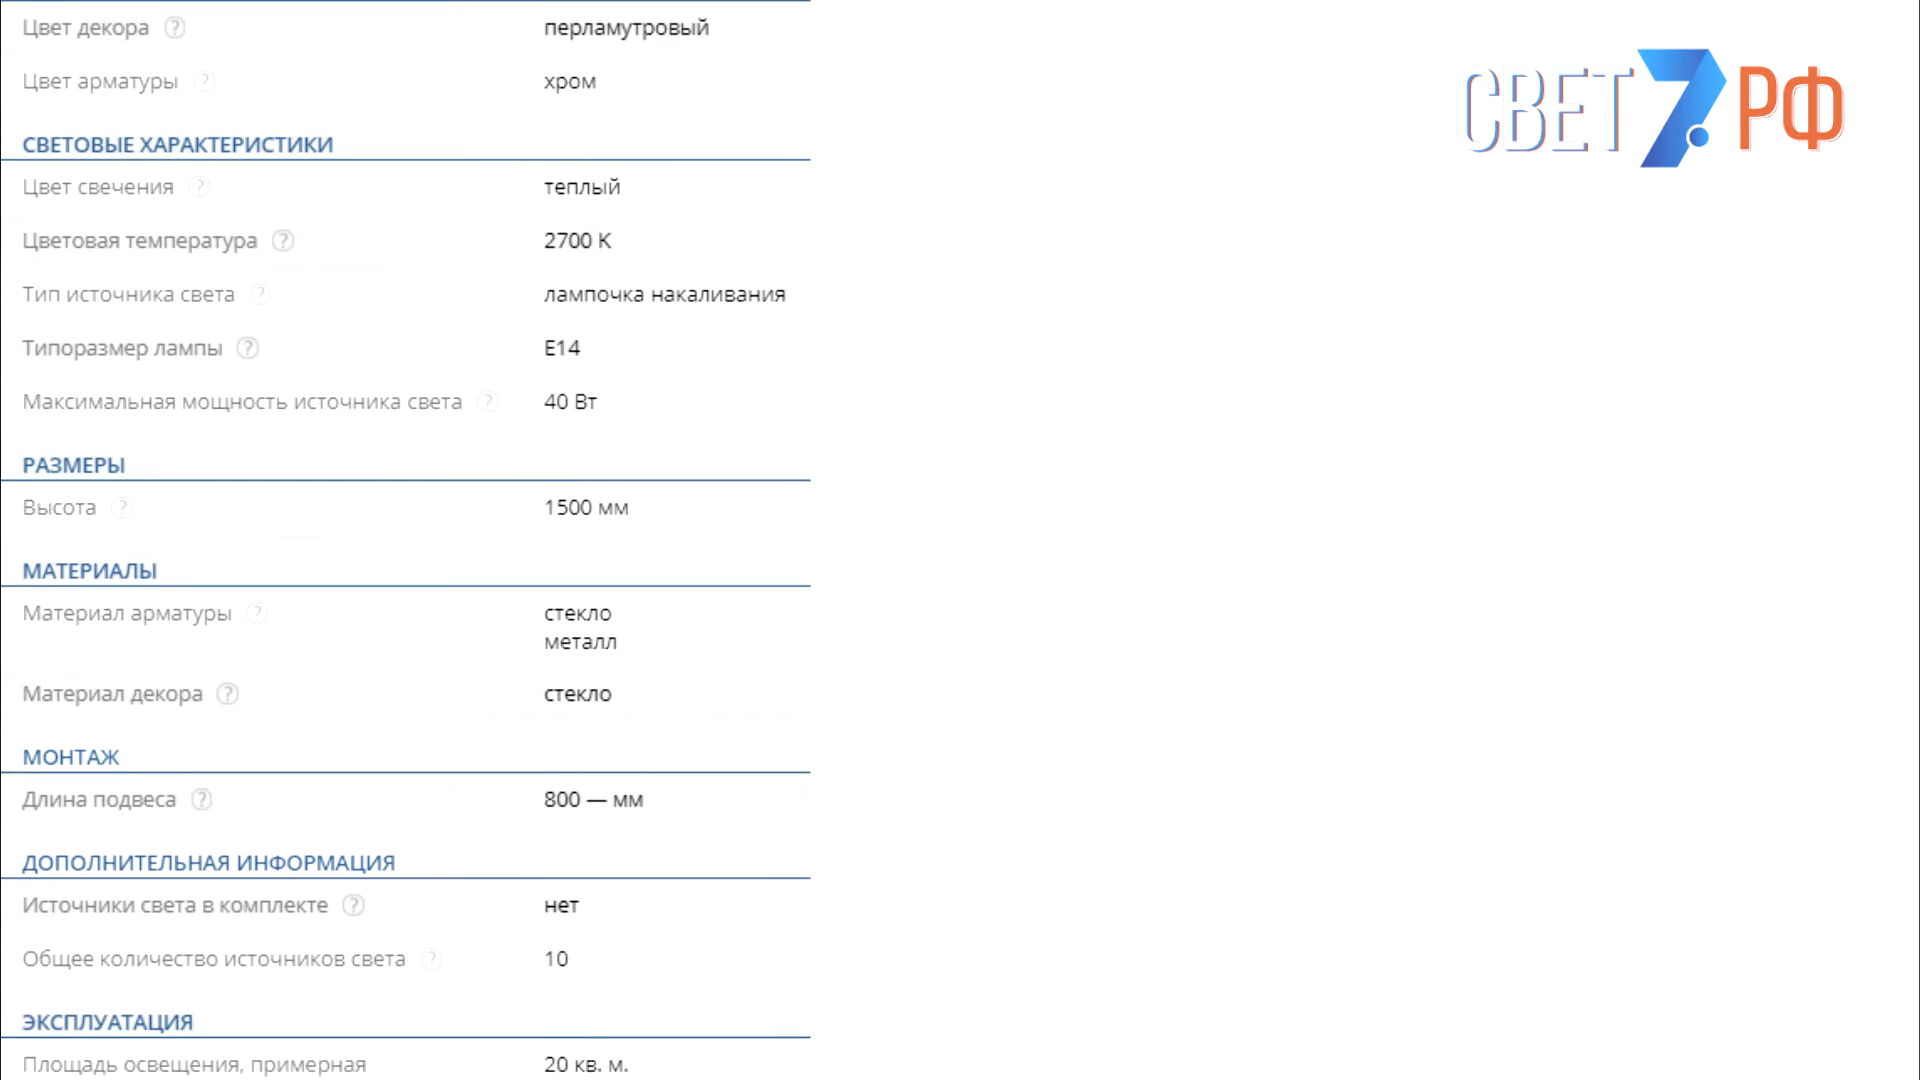 Цвет декора ? перламутровый
Цвет арматуры ? хром
СВЕТОВЫЕ ХАРАКТЕРИСТИКИ
Цвет свечения ? теплый
Цветовая температура ? 2700 K
Тип источника света ? лампочка накаливания
Типоразмер лампы ? E14
Максимальная мощность источника света ? 40 Вт
РАЗМЕРЫ
Высота ? 1500 мм
МАТЕРИАЛЫ
Материал арматуры ? стекло
металл
Материал декора ? стекло
МОНТАЖ
Длина подвеса ? 800 — мм
ДОПОЛНИТЕЛЬНАЯ ИНФОРМАЦИЯ
Источники света в комплекте ? нет
Общее количество источников света ? 10
ЭКСПЛУАТАЦИЯ
Площадь освещения, примерная 20 кв. м.
СВЕТ7.РФ